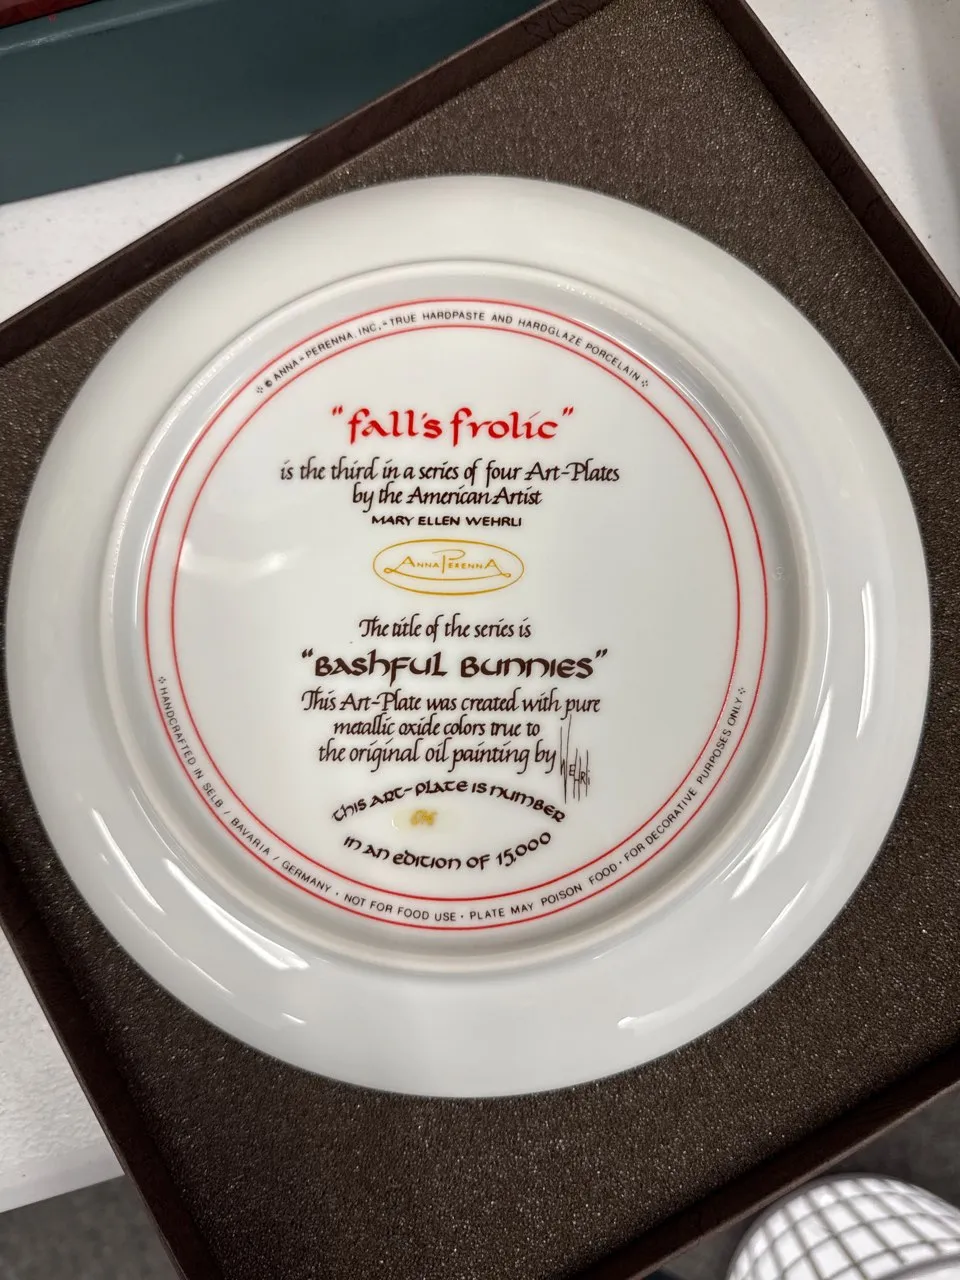 © ANNA-PERENNA, INC. - TRUE HARDPASTE AND HARDGLAZE PORCELAIN
"fall's frolic"
is the third in a series of four Art-Plates
by the American Artist
MARY ELLEN WEHRLI
ANNA PERENNA
The title of the series is
"BASHFUL BUNNIES"
This Art-Plate was created with pure
metallic oxide colors true to
the original oil painting by Wehrli
THIS ART-PLATE IS NUMBER
IN AN EDITION OF 15,000
HANDCRAFTED IN SELB / BAVARIA / GERMANY · NOT FOR FOOD USE · PLATE MAY POISON FOOD · FOR DECORATIVE PURPOSES ONLY